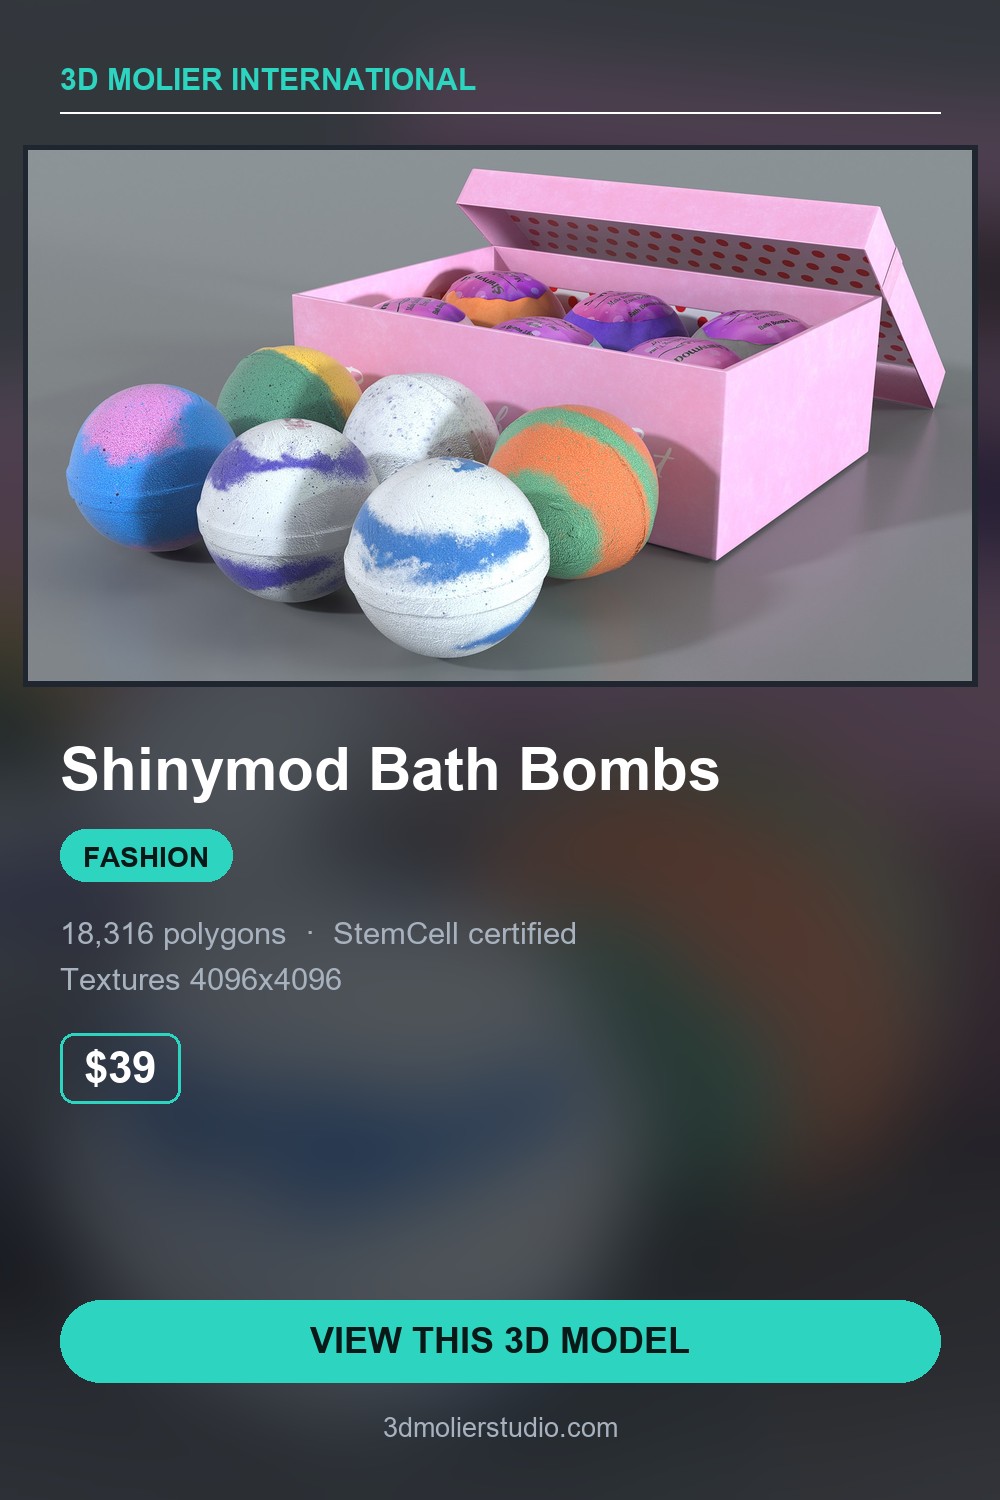 3D MOLIER INTERNATIONAL
Shinymod Bath Bombs
FASHION
18,316 polygons · StemCell certified
Textures 4096x4096
$39
VIEW THIS 3D MODEL
3dmolierstudio.com